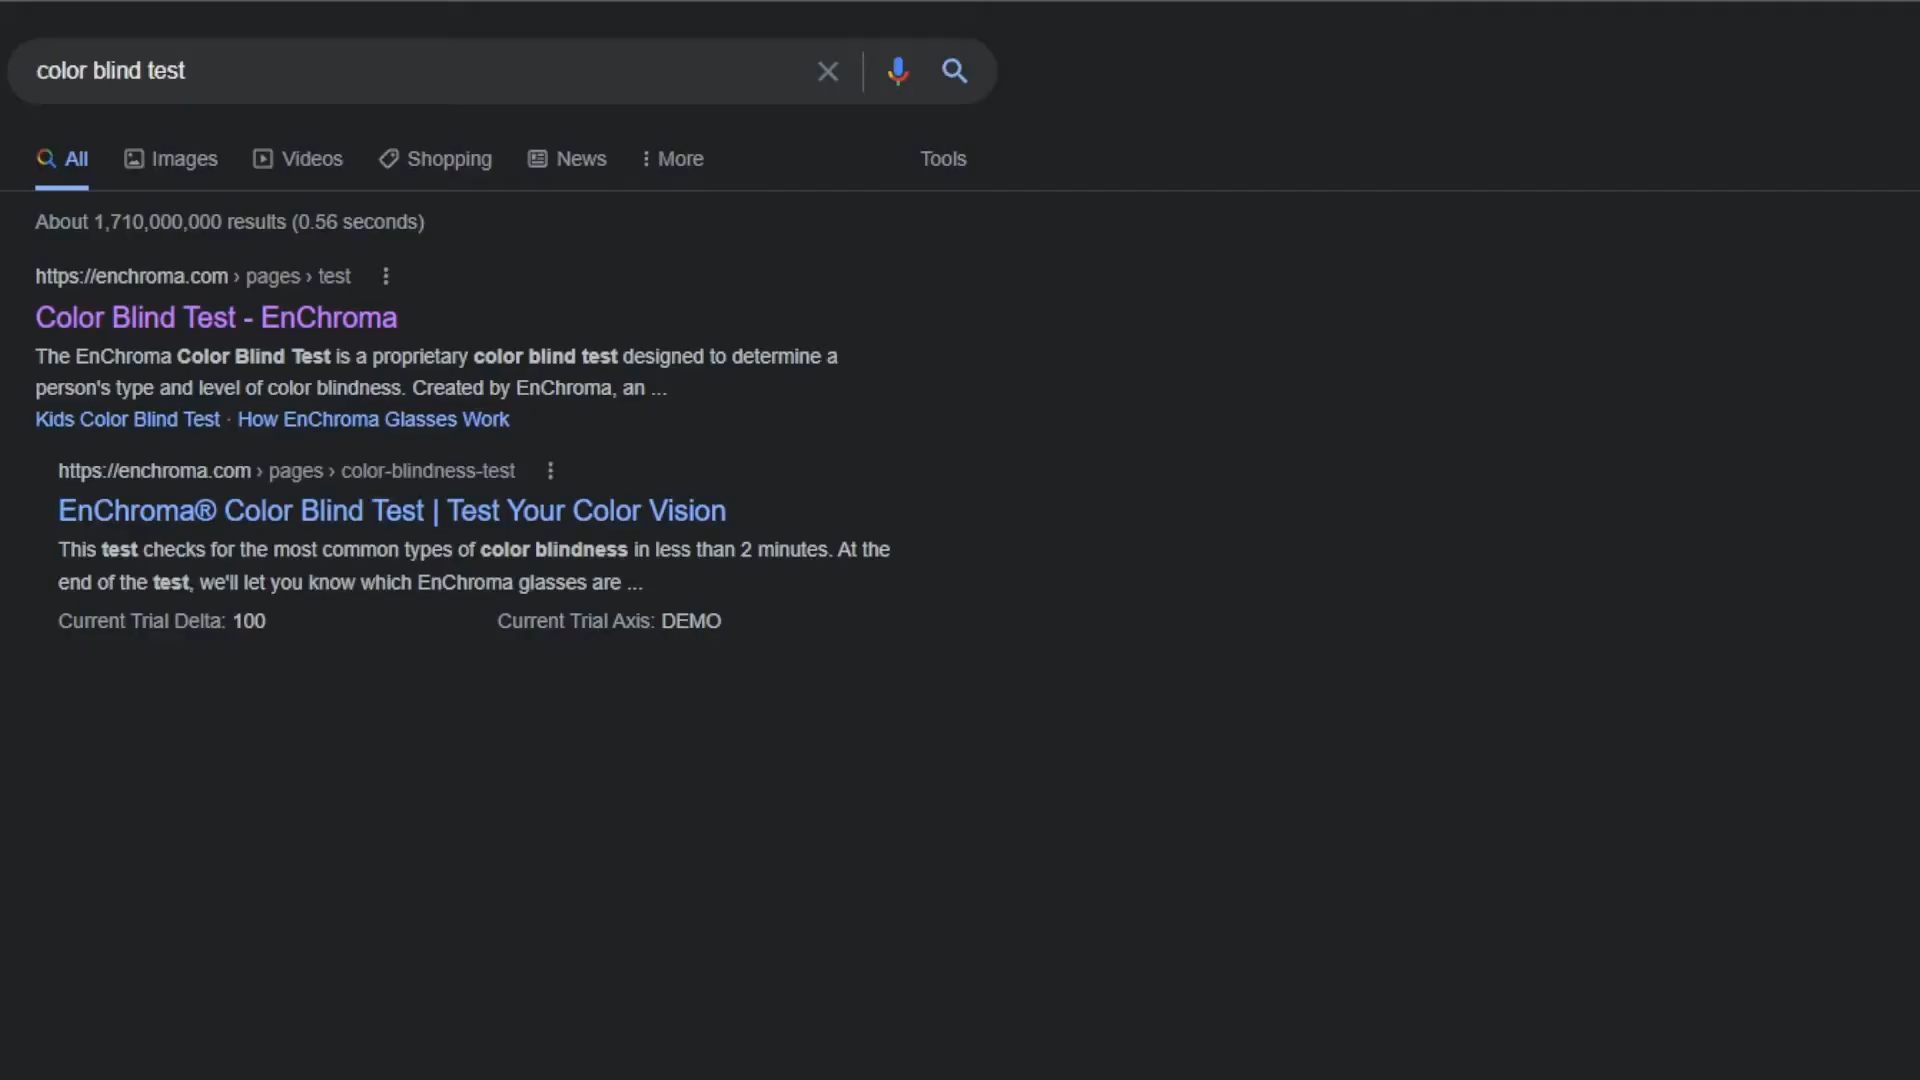 color blind test
All Images Videos Shopping News More Tools
About 1,710,000,000 results (0.56 seconds)
https://enchroma.com › pages › test
Color Blind Test - EnChroma
The EnChroma Color Blind Test is a proprietary color blind test designed to determine a
person's type and level of color blindness. Created by EnChroma, an ...
Kids Color Blind Test · How EnChroma Glasses Work
https://enchroma.com › pages › color-blindness-test
EnChroma® Color Blind Test | Test Your Color Vision
This test checks for the most common types of color blindness in less than 2 minutes. At the
end of the test, we'll let you know which EnChroma glasses are ...
Current Trial Delta: 100 Current Trial Axis: DEMO